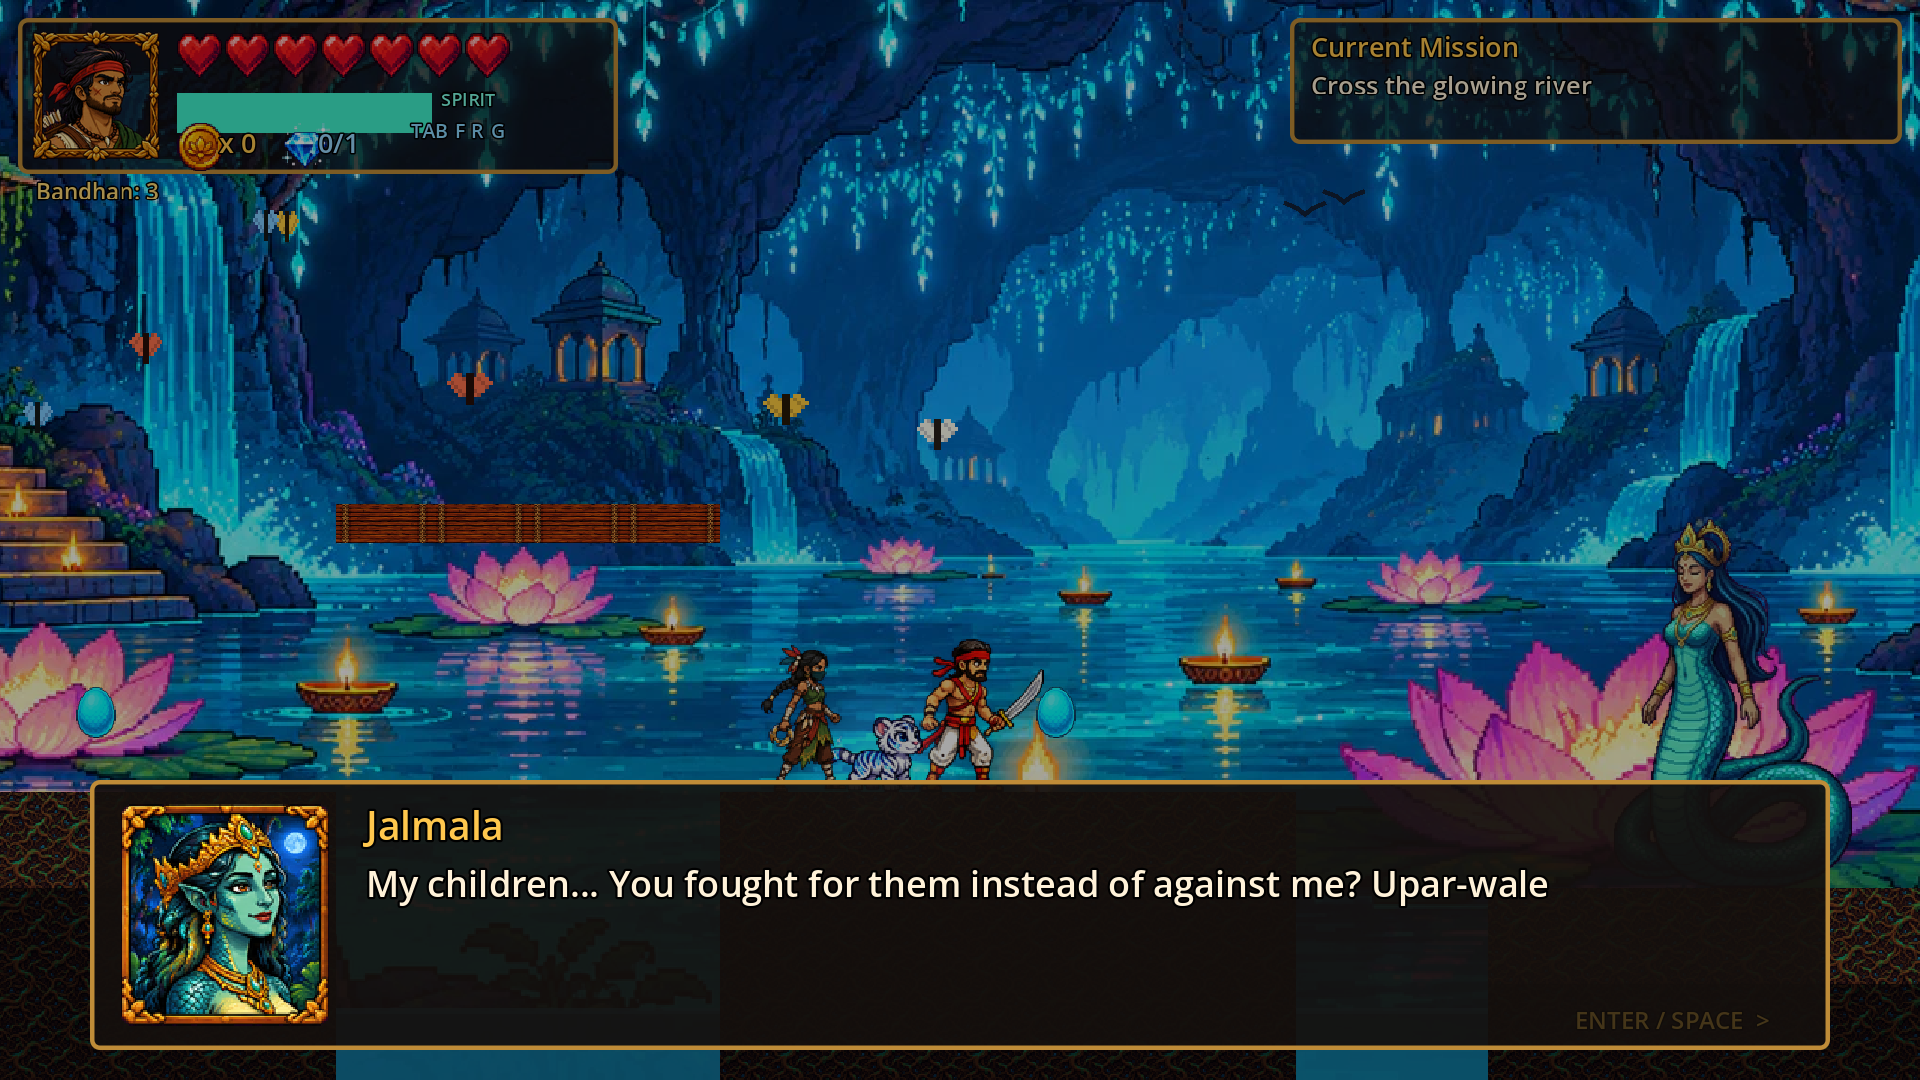 SPIRIT
TAB F R G
x 0
0/1
Bandhan: 3
Current Mission
Cross the glowing river
Jalmala
My children... You fought for them instead of against me? Upar-wale
ENTER / SPACE >